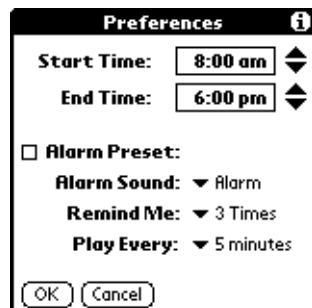 Preferences
Start Time: 8:00 am
End Time: 6:00 pm
Alarm Preset:
Alarm Sound: Alarm
Remind Me: 3 Times
Play Every: 5 minutes
OK Cancel